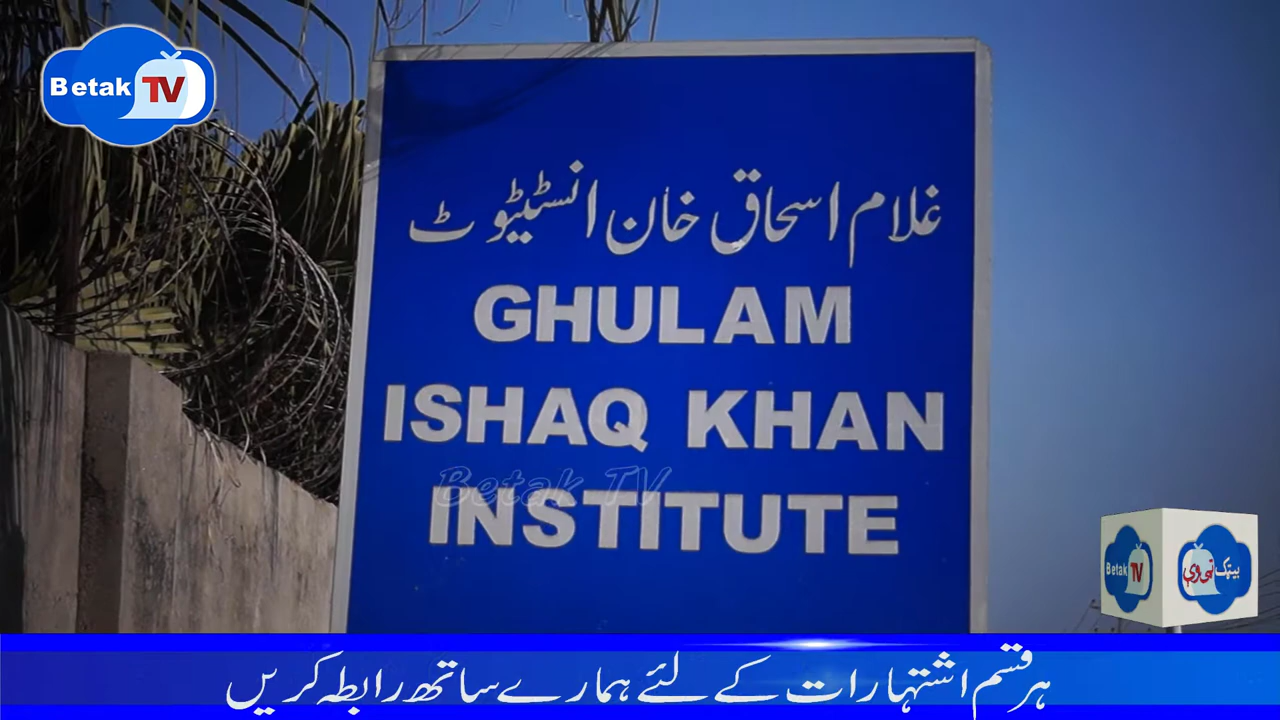 Betak TV
غلام اسحاق خان انسٹیٹیوٹ
GHULAM
ISHAQ KHAN
INSTITUTE
Betak TV
Betak TV
بیٹک ٹی وی
ہر قسم اشتہارات کے لئے ہمارے ساتھ رابطہ کریں